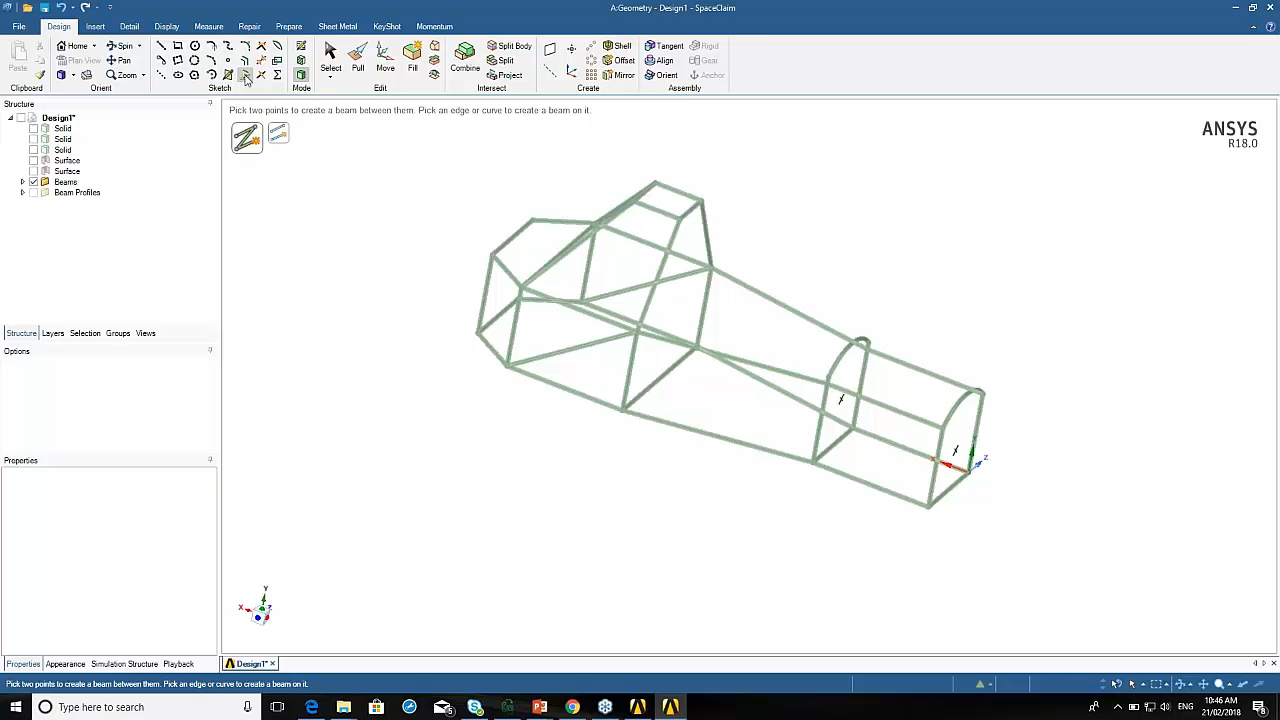 A:Geometry - Design1 - SpaceClaim
File Design Insert Detail Display Measure Repair Prepare Sheet Metal KeyShot Momentum
Paste
Clipboard
Home
Spin
Plan View
Pan
Zoom
Orient
Sketch
Mode
Select
Pull
Move
Fill
Edit
Combine
Split Body
Split
Project
Intersect
Shell
Offset
Mirror
Create
Tangent
Rigid
Align
Gear
Orient
Anchor
Assembly
Structure
Pick two points to create a beam between them. Pick an edge or curve to create a beam on it.
Design1*
Solid
Solid
Solid
Surface
Surface
Beams
Beam Profiles
ANSYS
R18.0
Structure Layers Selection Groups Views
Options
Properties
X
Y
Z
Properties Appearance Simulation Structure Playback
Design1*
Pick two points to create a beam between them. Pick an edge or curve to create a beam on it.
Type here to search
ENG
10:46 AM
21/02/2018